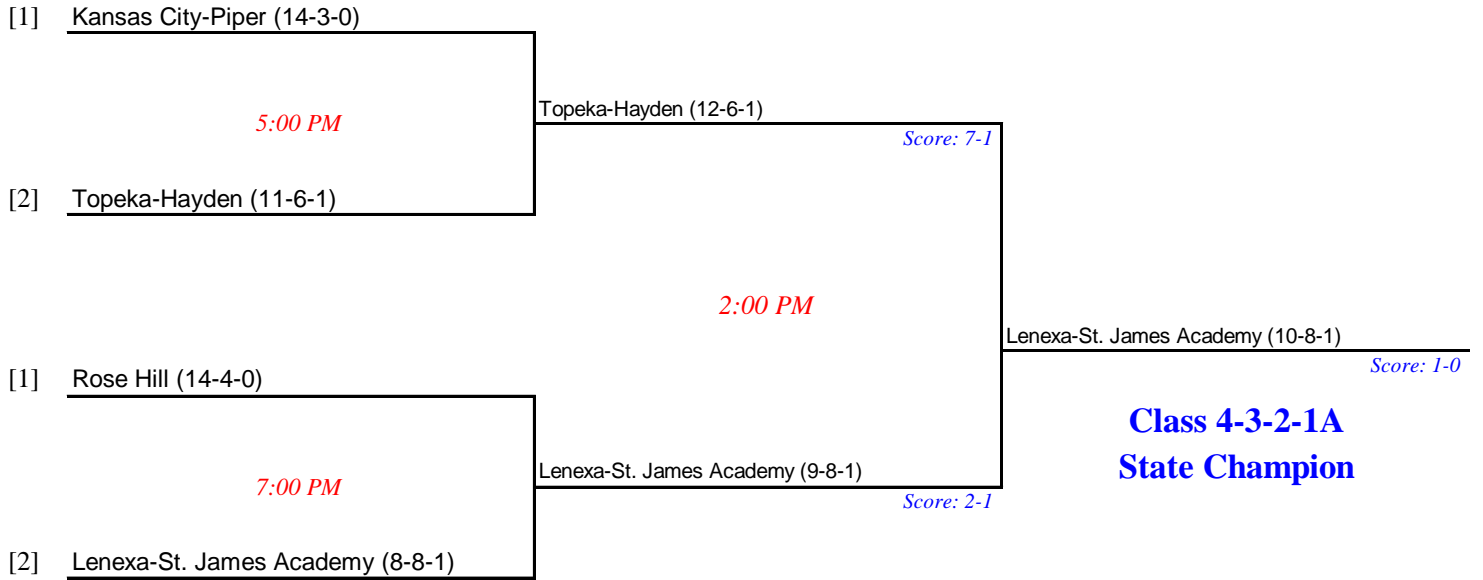 [1] Kansas City-Piper (14-3-0)
5:00 PM
Topeka-Hayden (12-6-1)
Score: 7-1
[2] Topeka-Hayden (11-6-1)
2:00 PM
Lenexa-St. James Academy (10-8-1)
Score: 1-0
[1] Rose Hill (14-4-0)
Class 4-3-2-1A
State Champion
7:00 PM
Lenexa-St. James Academy (9-8-1)
Score: 2-1
[2] Lenexa-St. James Academy (8-8-1)